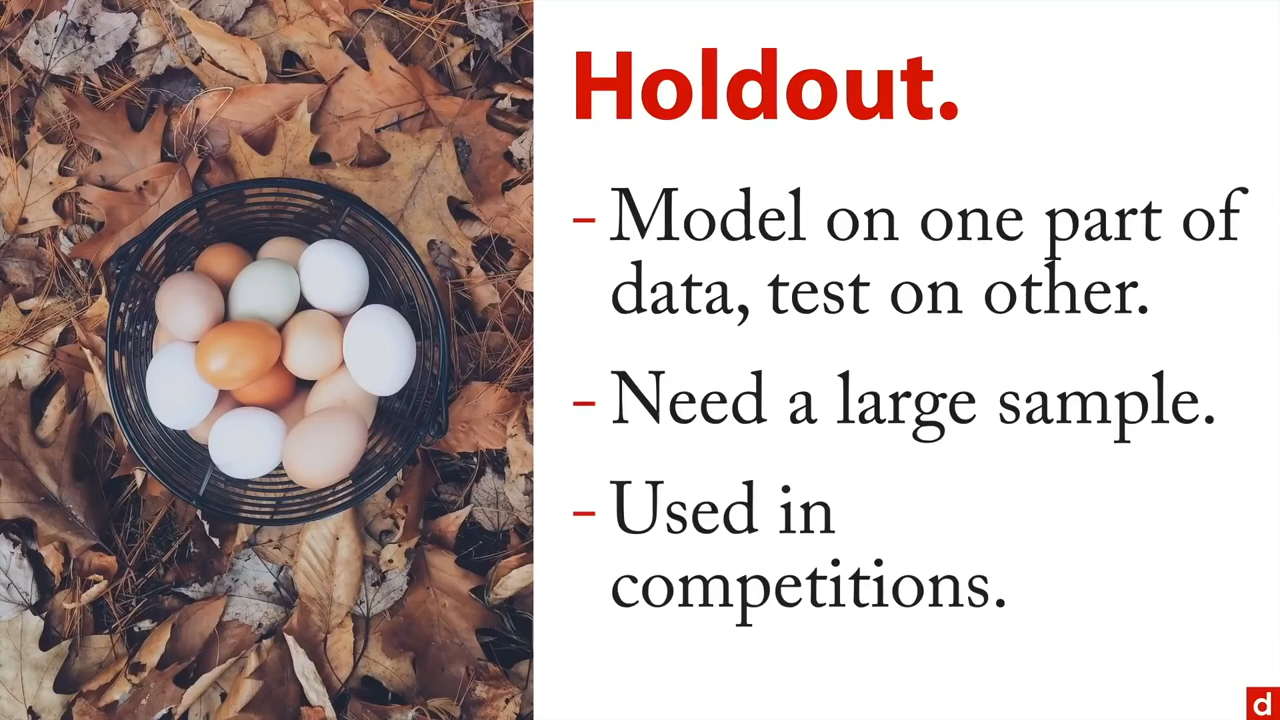 Holdout.
- Model on one part of
data, test on other.
- Need a large sample.
- Used in
competitions.
d